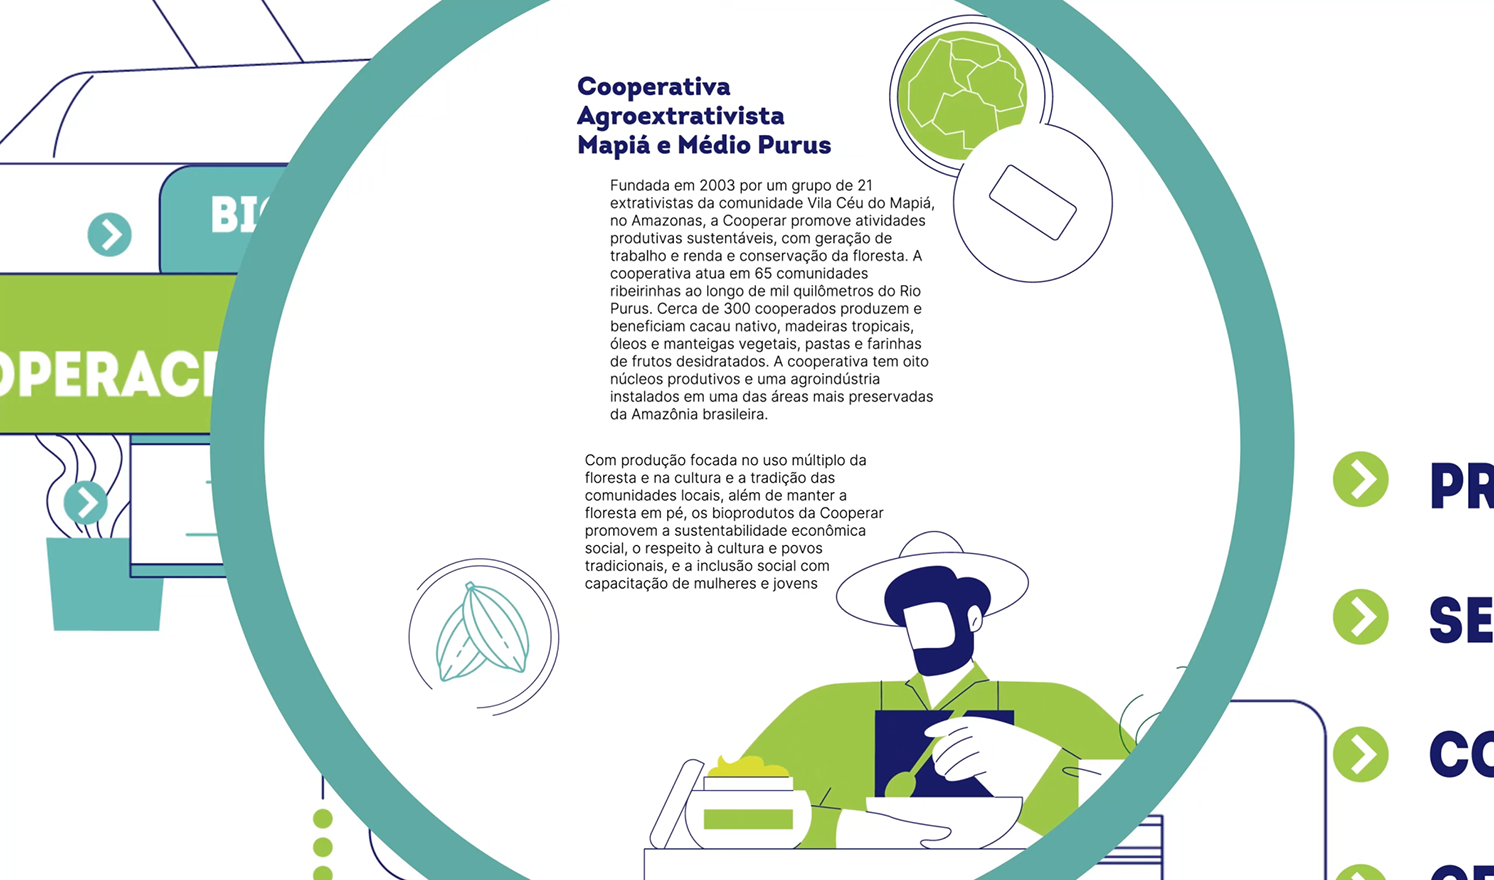 Cooperativa
Agroextrativista
Mapiá e Médio Purus
Fundada em 2003 por um grupo de 21
extrativistas da comunidade Vila Céu do Mapiá,
no Amazonas, a Cooperar promove atividades
produtivas sustentáveis, com geração de
trabalho e renda e conservação da floresta. A
cooperativa atua em 65 comunidades
ribeirinhas ao longo de mil quilômetros do Rio
Purus. Cerca de 300 cooperados produzem e
beneficiam cacau nativo, madeiras tropicais,
óleos e manteigas vegetais, pastas e farinhas
de frutos desidratados. A cooperativa tem oito
núcleos produtivos e uma agroindústria
instalados em uma das áreas mais preservadas
da Amazônia brasileira.
Com produção focada no uso múltiplo da
floresta e na cultura e a tradição das
comunidades locais, além de manter a
floresta em pé, os bioprodutos da Cooperar
promovem a sustentabilidade econômica
social, o respeito à cultura e povos
tradicionais, e a inclusão social com
capacitação de mulheres e jovens
BI
OPERAC
PR
SE
CO